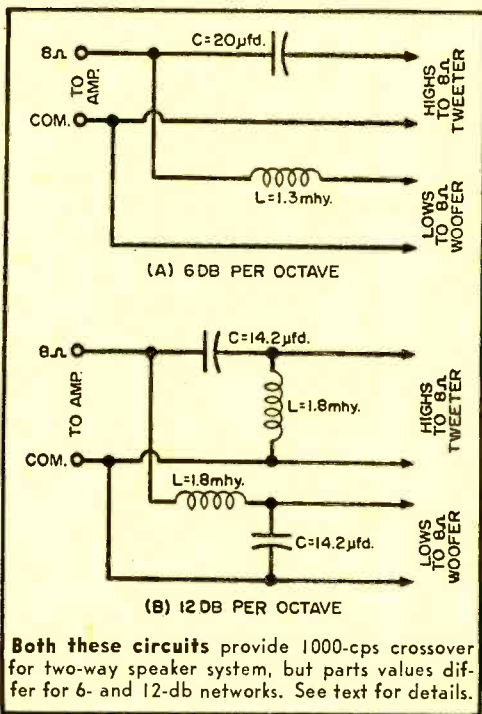 C=20µfd.
8Ω
TO AMP.
COM.
HIGHS TO 8Ω TWEETER
L=1.3mhy.
LOWS TO 8Ω WOOFER
(A) 6DB PER OCTAVE
C=14.2µfd.
8Ω
TO AMP.
L=1.8mhy.
COM.
HIGHS TO 8Ω TWEETER
L=1.8mhy.
C=14.2µfd.
LOWS TO 8Ω WOOFER
(B) 12DB PER OCTAVE
Both these circuits provide 1000-cps crossover
for two-way speaker system, but parts values dif-
fer for 6- and 12-db networks. See text for details.